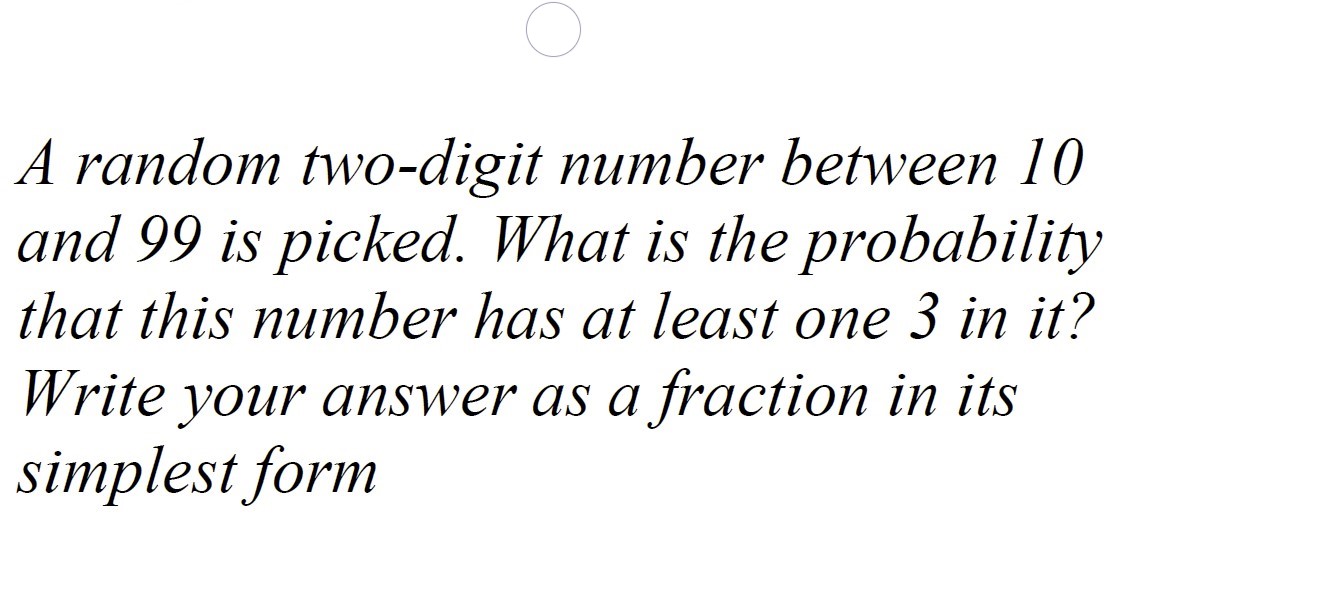 A random two-digit number between 10
and 99 is picked. What is the probability
that this number has at least one 3 in it?
Write your answer as a fraction in its
simplest form